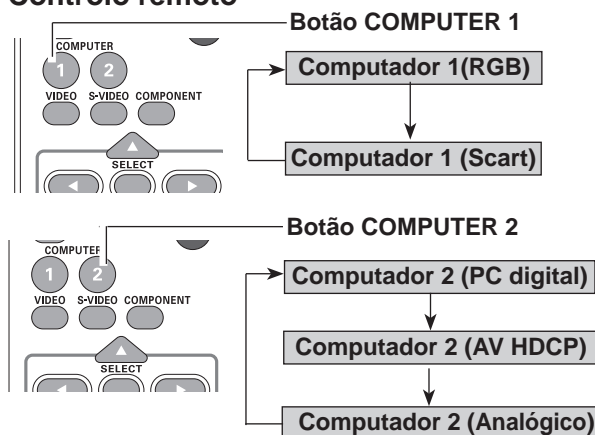 Controlo remoto
Botão COMPUTER 1
COMPUTER
1 2
VIDEO S-VIDEO COMPONENT
SELECT
Computador 1(RGB)
Computador 1 (Scart)
Botão COMPUTER 2
COMPUTER
1 2
VIDEO S-VIDEO COMPONENT
SELECT
Computador 2 (PC digital)
Computador 2 (AV HDCP)
Computador 2 (Analógico)